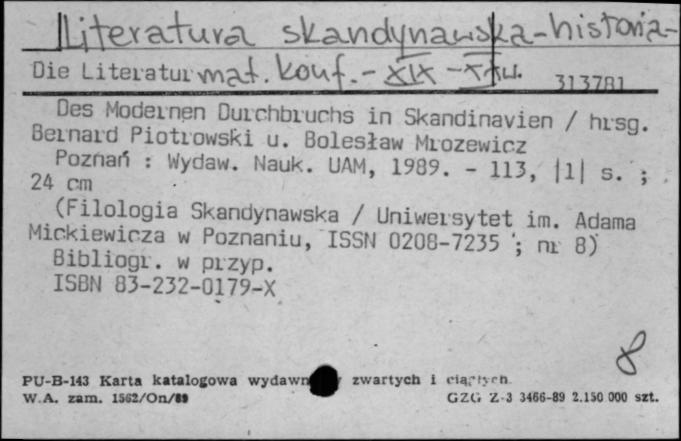 Literatura skandynawska-historia-
Die Literatur mat. konf. - XIX - XX w. 313781
Des Modernen Durchbruchs in Skandinavien / hrsg.
Bernard Piotrowski u. Bolesław Mrozewicz
Poznań : Wydaw. Nauk. UAM, 1989. - 113, |1| s. ;
24 cm
(Filologia Skandynawska / Uniwersytet im. Adama
Mickiewicza w Poznaniu, ISSN 0208-7235 ; nr 8)
Bibliogr. w przyp.
ISBN 83-232-0179-X
8
PU-B-143 Karta katalogowa wydawn zwartych i ciągłych
W.A. zam. 1562/On/89 GZG Z-3 3466-89 2.150 000 szt.